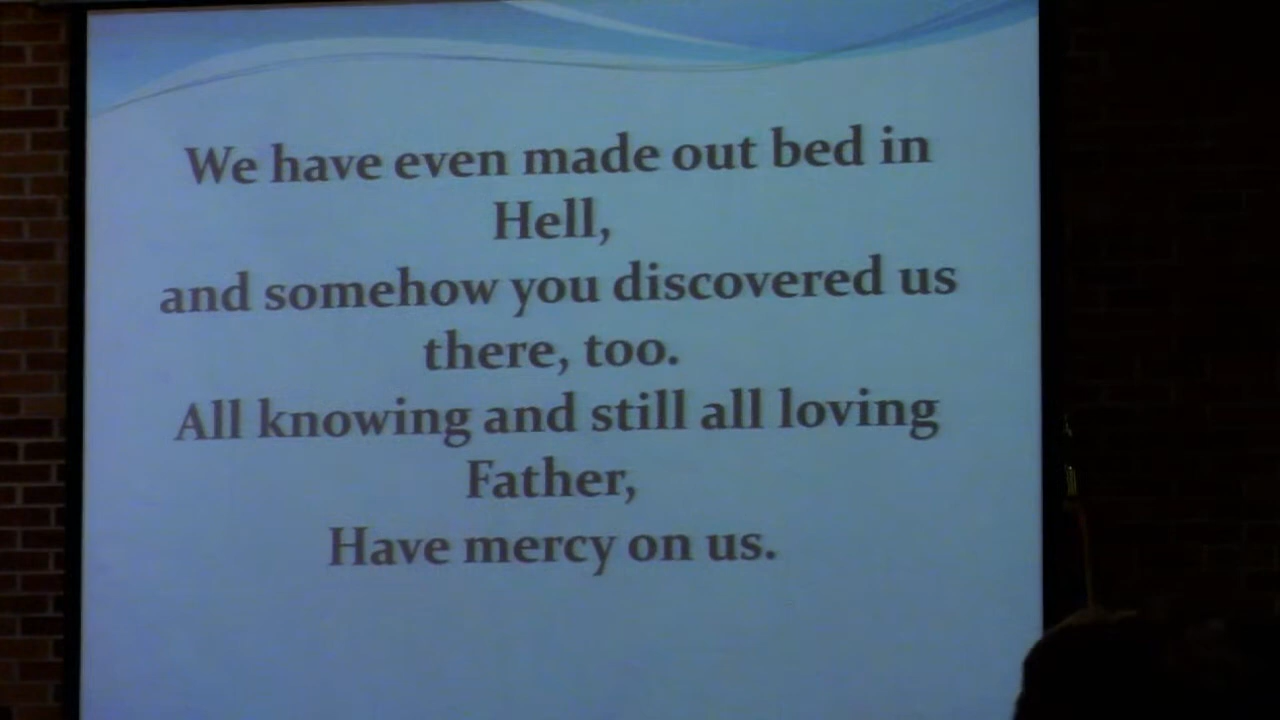 We have even made out bed in
Hell,
and somehow you discovered us
there, too.
All knowing and still all loving
Father,
Have mercy on us.